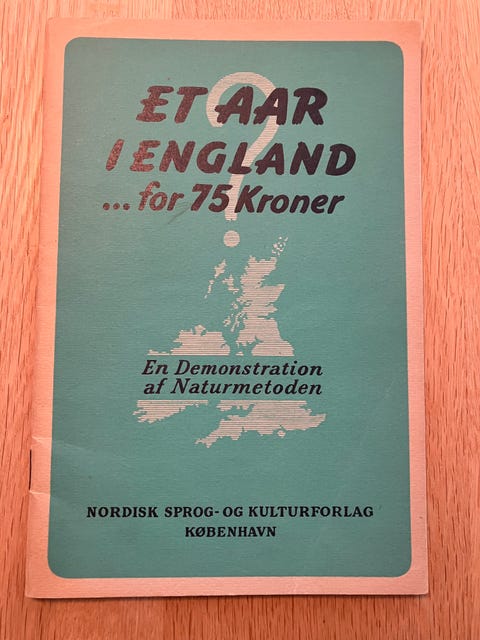 ET AAR
I ENGLAND
... for 75 Kroner
?
En Demonstration
af Naturmetoden
NORDISK SPROG- OG KULTURFORLAG
KØBENHAVN